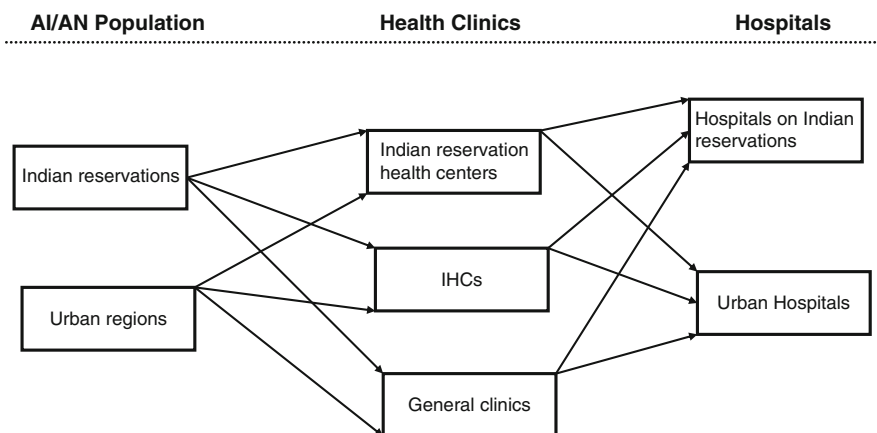 AI/AN Population
Health Clinics
Hospitals
Indian reservations
Urban regions
Indian reservation
health centers
IHCs
General clinics
Hospitals on Indian
reservations
Urban Hospitals